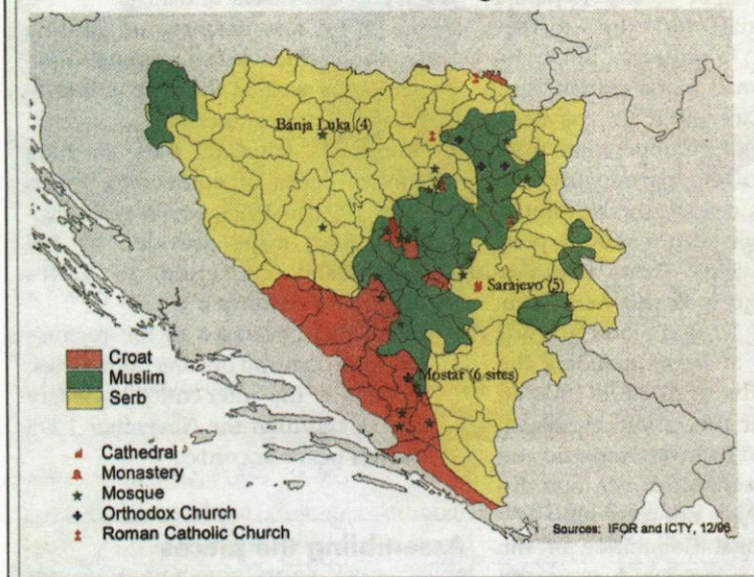 Banja Luka (4)
Sarajevo (5)
Mostar (6 sites)
Croat
Muslim
Serb
Cathedral
Monastery
Mosque
Orthodox Church
Roman Catholic Church
Sources: IFOR and ICTY, 12/96